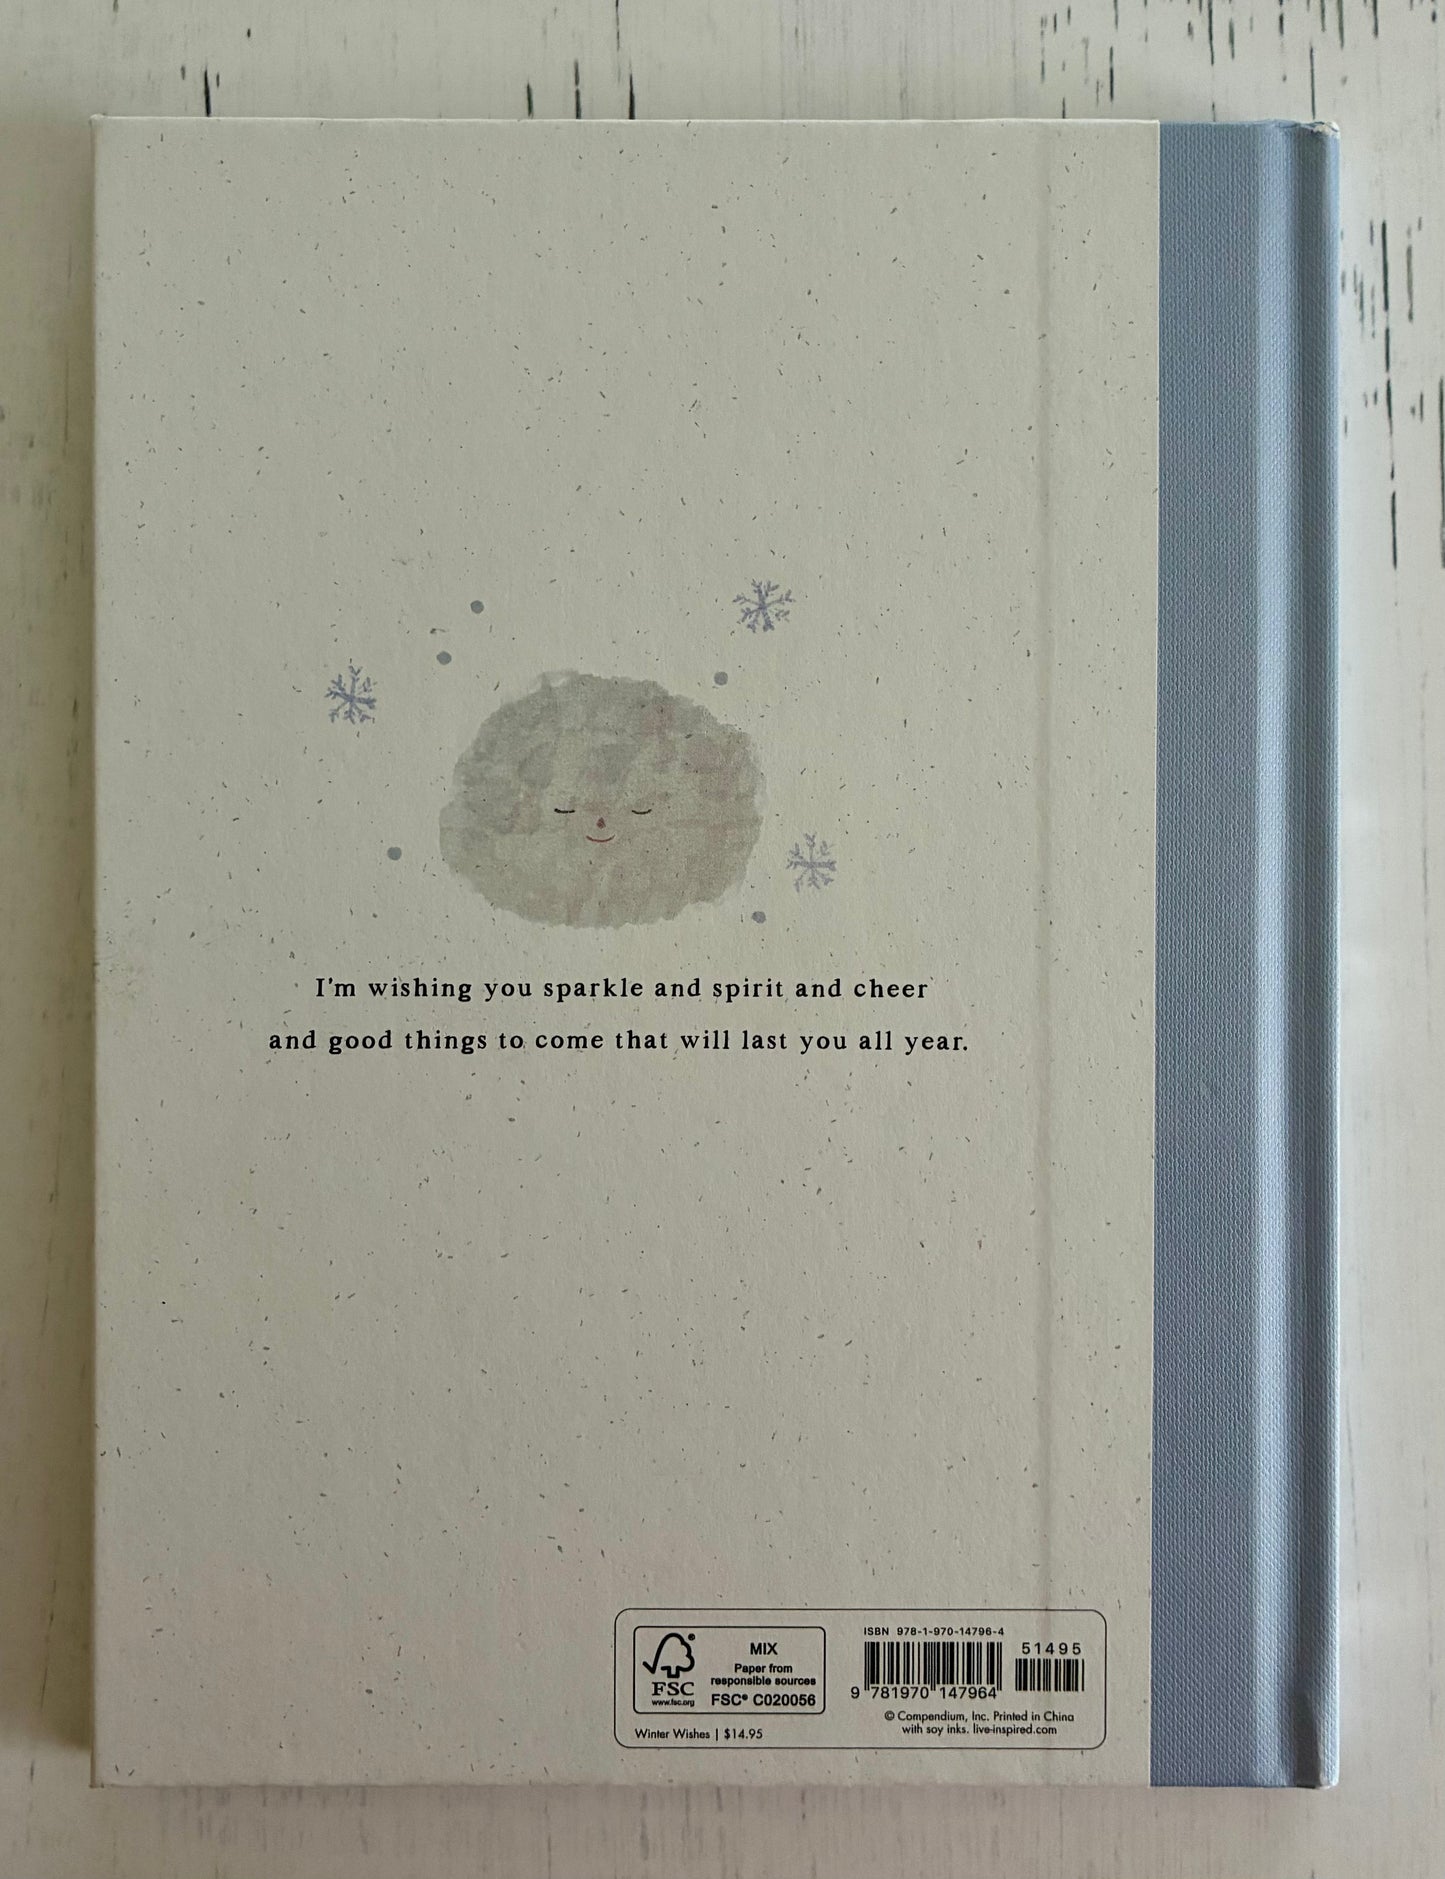 I'm wishing you sparkle and spirit and cheer
and good things to come that will last you all year.
FSC
www.fsc.org
MIX
Paper from
responsible sources
FSC® C020056
Winter Wishes | $14.95
ISBN 978-1-970-14796-4
51495
9 781970 147964
© Compendium, Inc. Printed in China
with soy inks. live-inspired.com